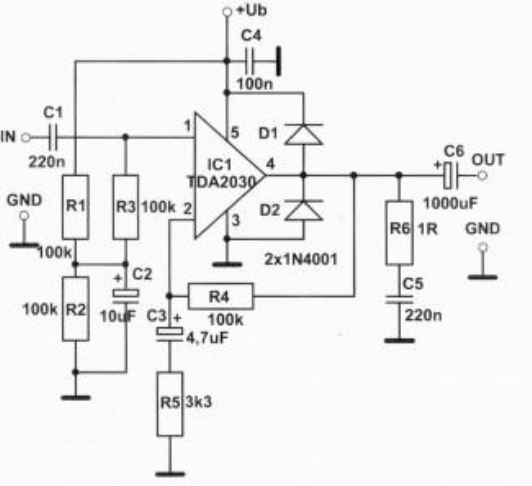 +Ub
C4
100n
C1
IN
220n
1
5
D1
IC1
TDA2030
4
C6
+
OUT
1000uF
GND
R1
R3
100k
2
3
D2
R6
1R
GND
100k
2x1N4001
+
C2
R2
100k
10uF
R4
100k
C5
220n
C3
+
4,7uF
R5
3k3